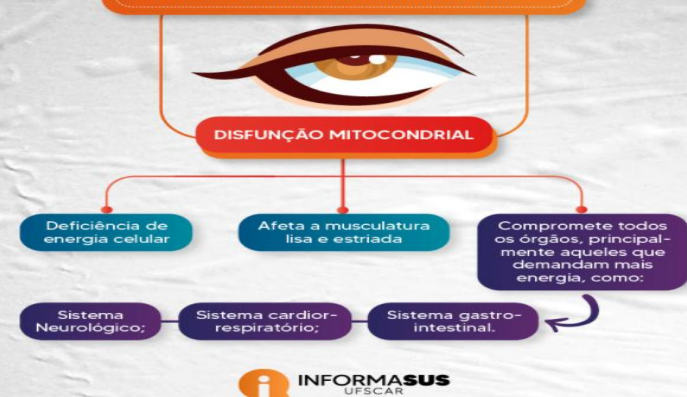 DISFUNÇÃO MITOCONDRIAL
Deficiência de
energia celular
Afeta a musculatura
lisa e estriada
Compromete todos
os órgãos, principal-
mente aqueles que
demandam mais
energia, como:
Sistema
Neurológico;
Sistema cardior-
respiratório;
Sistema gastro-
intestinal.
INFORMASUS
UFSCAR